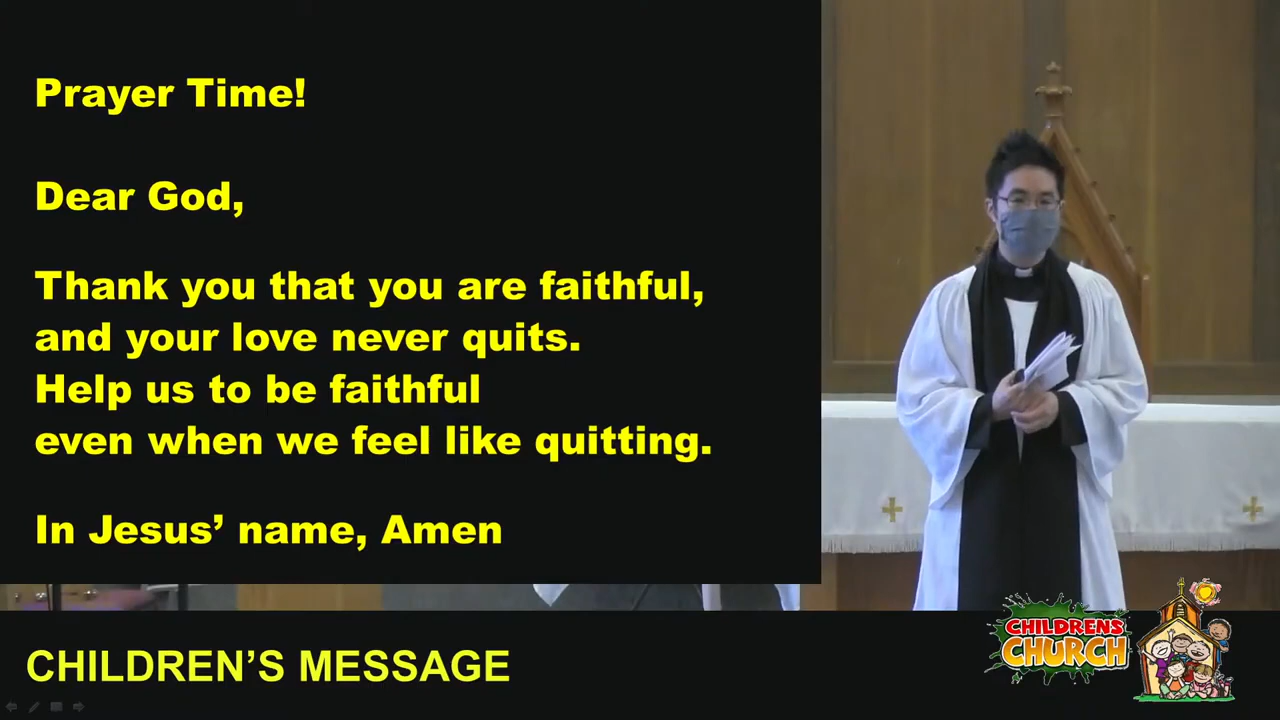 Prayer Time!
Dear God,
Thank you that you are faithful,
and your love never quits.
Help us to be faithful
even when we feel like quitting.
In Jesus’ name, Amen
CHILDREN’S MESSAGE
CHILDRENS
CHURCH